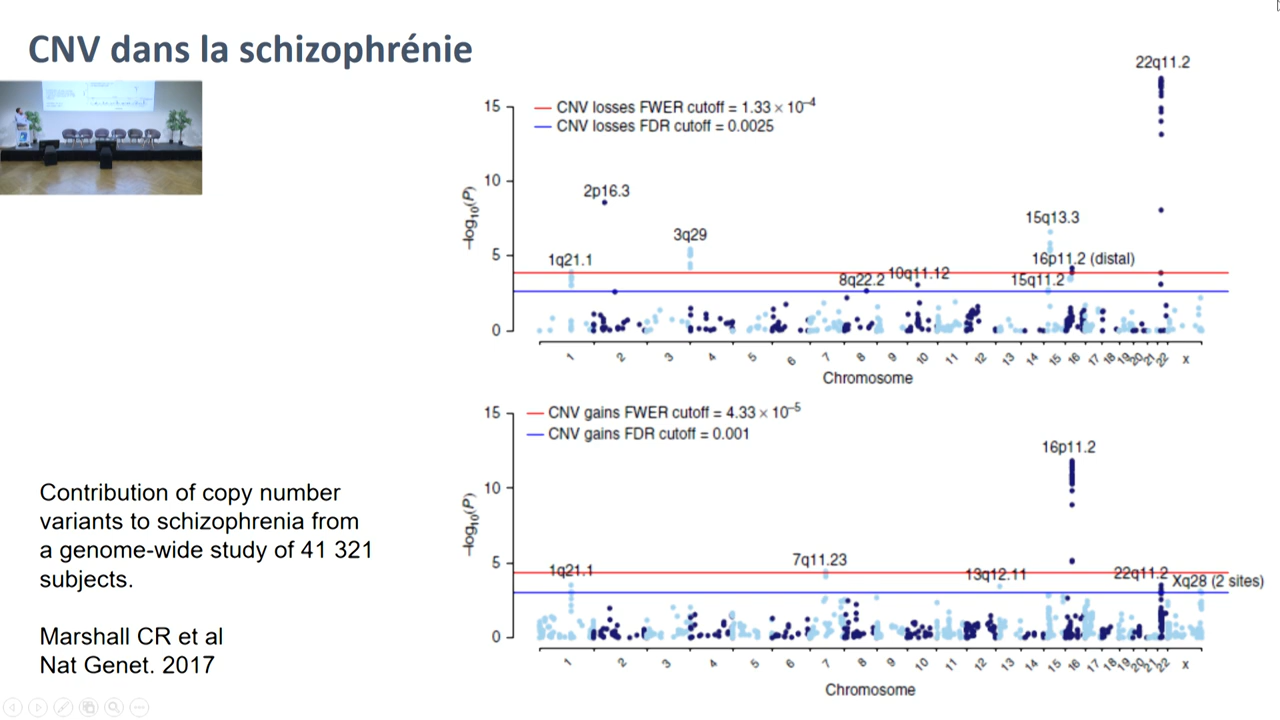 CNV dans la schizophrénie
22q11.2
15
CNV losses FWER cutoff = 1.33 × 10–4
CNV losses FDR cutoff = 0.0025
10
2p16.3
–log10(P)
3q29
15q13.3
5
1q21.1
16p11.2 (distal)
8q22.2
10q11.12
15q11.2
0
1 2 3 4 5 6 7 8 9 10 11 12 13 14 15 16 17 18 19 20 21 22 X
Chromosome
15
CNV gains FWER cutoff = 4.33 × 10–5
CNV gains FDR cutoff = 0.001
16p11.2
10
–log10(P)
5
1q21.1
7q11.23
13q12.11
22q11.2
Xq28 (2 sites)
0
1 2 3 4 5 6 7 8 9 10 11 12 13 14 15 16 17 18 19 20 21 22 X
Chromosome
Contribution of copy number
variants to schizophrenia from
a genome-wide study of 41 321
subjects.
Marshall CR et al
Nat Genet. 2017